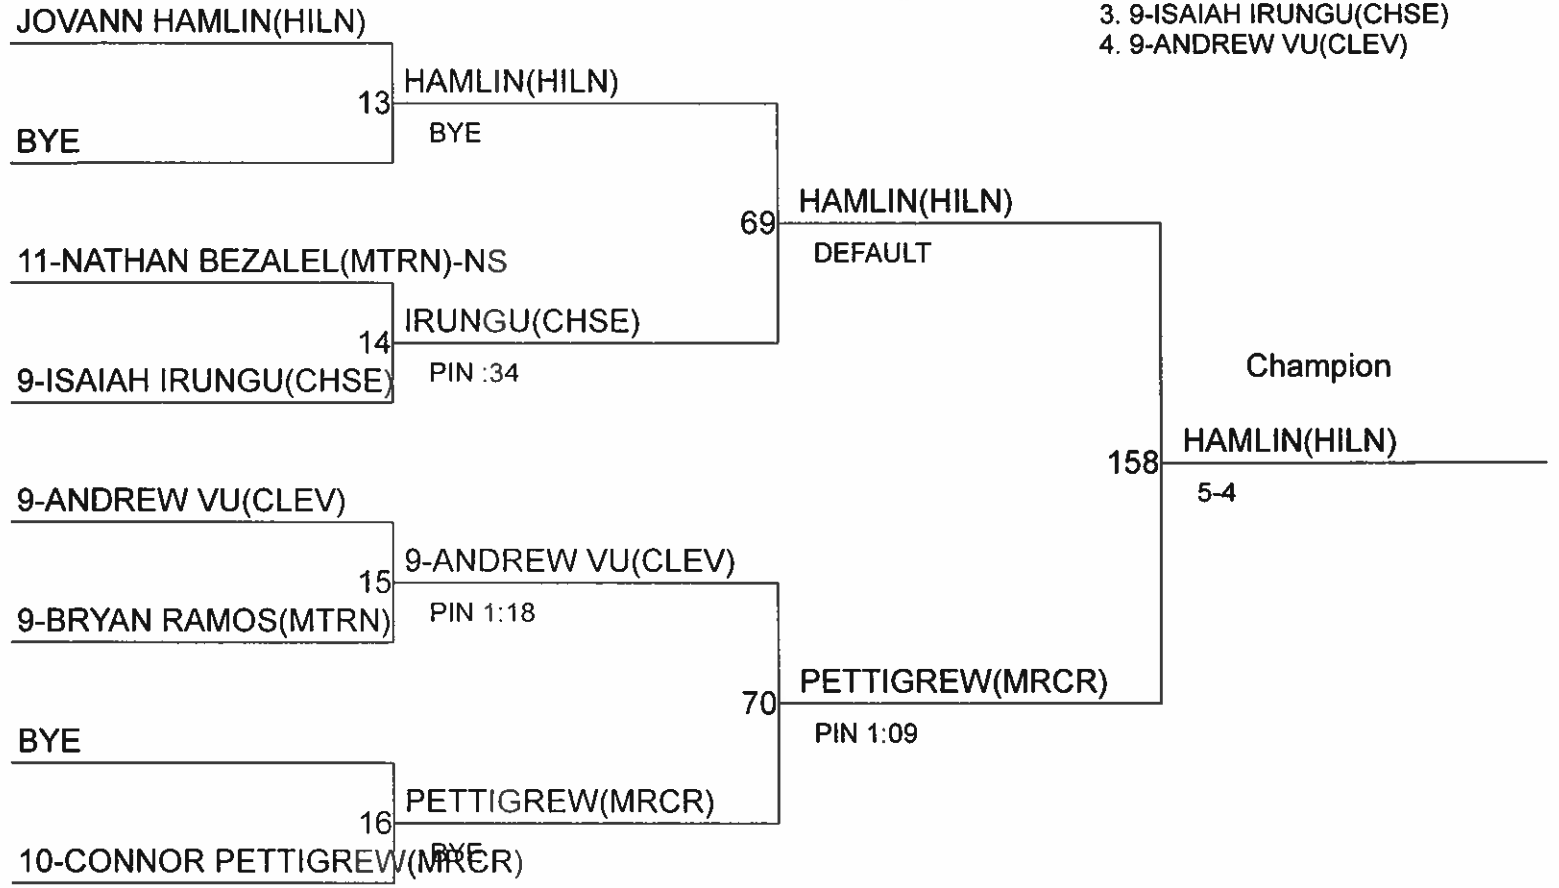 JOVANN HAMLIN(HILN)
3. 9-ISAIAH IRUNGU(CHSE)
4. 9-ANDREW VU(CLEV)
HAMLIN(HILN)
13
BYE
BYE
HAMLIN(HILN)
69
DEFAULT
11-NATHAN BEZALEL(MTRN)-NS
IRUNGU(CHSE)
14
PIN :34
9-ISAIAH IRUNGU(CHSE)
Champion
HAMLIN(HILN)
158
5-4
9-ANDREW VU(CLEV)
9-ANDREW VU(CLEV)
15
PIN 1:18
9-BRYAN RAMOS(MTRN)
PETTIGREW(MRCR)
70
PIN 1:09
BYE
PETTIGREW(MRCR)
16
BYE
10-CONNOR PETTIGREW(MRCR)